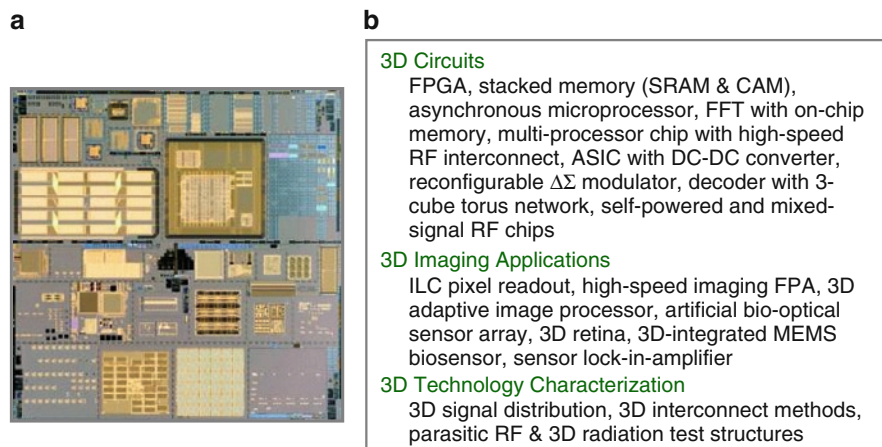 a
b
3D Circuits
FPGA, stacked memory (SRAM & CAM),
asynchronous microprocessor, FFT with on-chip
memory, multi-processor chip with high-speed
RF interconnect, ASIC with DC-DC converter,
reconfigurable ΔΣ modulator, decoder with 3-
cube torus network, self-powered and mixed-
signal RF chips
3D Imaging Applications
ILC pixel readout, high-speed imaging FPA, 3D
adaptive image processor, artificial bio-optical
sensor array, 3D retina, 3D-integrated MEMS
biosensor, sensor lock-in-amplifier
3D Technology Characterization
3D signal distribution, 3D interconnect methods,
parasitic RF & 3D radiation test structures